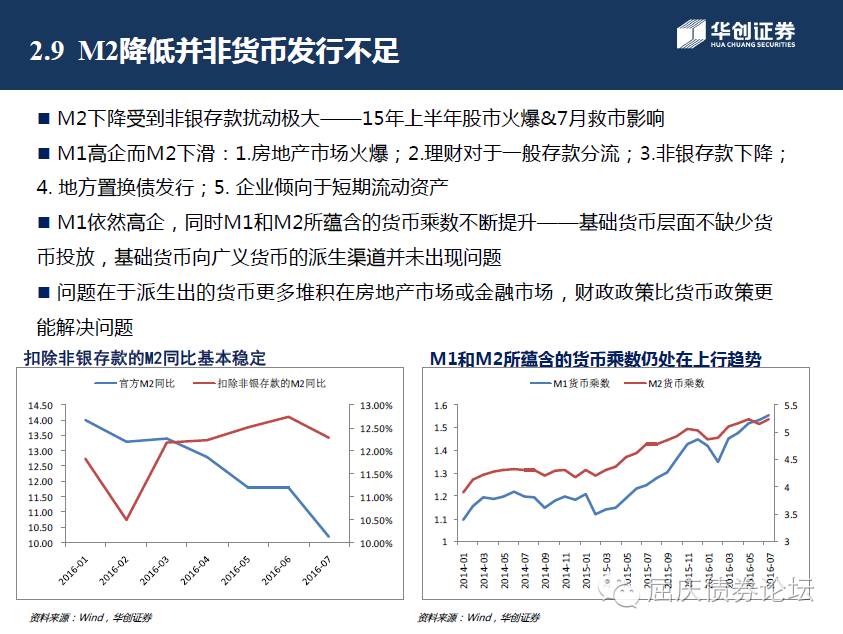 2.9 M2降低并非货币发行不足
华创证券
HUA CHUANG SECURITIES
■ M2下降受到非银存款扰动极大——15年上半年股市火爆&7月救市影响
■ M1高企而M2下滑：1.房地产市场火爆；2.理财对于一般存款分流；3.非银存款下降；
4. 地方置换债发行；5. 企业倾向于短期流动资产
■ M1依然高企，同时M1和M2所蕴含的货币乘数不断提升——基础货币层面不缺少货
币投放，基础货币向广义货币的派生渠道并未出现问题
■ 问题在于派生出的货币更多堆积在房地产市场或金融市场，财政政策比货币政策更
能解决问题
扣除非银存款的M2同比基本稳定
官方M2同比 扣除非银存款的M2同比
14.50
14.00
13.50
13.00
12.50
12.00
11.50
11.00
10.50
10.00
13.00%
12.50%
12.00%
11.50%
11.00%
10.50%
10.00%
2016-01 2016-02 2016-03 2016-04 2016-05 2016-06 2016-07
资料来源：Wind，华创证券
M1和M2所蕴含的货币乘数仍处在上行趋势
M1货币乘数 M2货币乘数
1.6
1.5
1.4
1.3
1.2
1.1
1
5.5
5
4.5
4
3.5
3
2014-01 2014-03 2014-05 2014-07 2014-09 2014-11 2015-01 2015-03 2015-05 2015-07 2015-09 2015-11 2016-01 2016-03 2016-05 2016-07
资料来源：Wind，华创证券
屈庆债券论坛